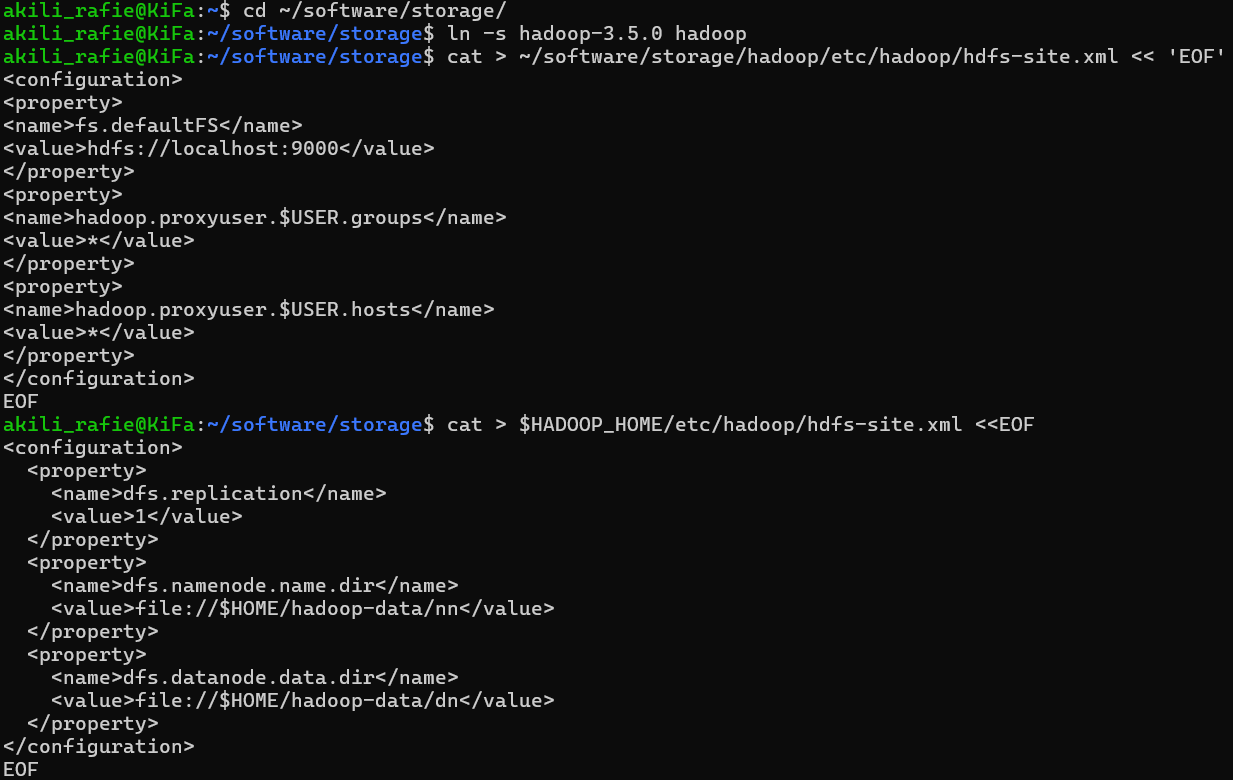 akili_rafie@KiFa:~$ cd ~/software/storage/
akili_rafie@KiFa:~/software/storage$ ln -s hadoop-3.5.0 hadoop
akili_rafie@KiFa:~/software/storage$ cat > ~/software/storage/hadoop/etc/hadoop/hdfs-site.xml << 'EOF'
<configuration>
<property>
<name>fs.defaultFS</name>
<value>hdfs://localhost:9000</value>
</property>
<property>
<name>hadoop.proxyuser.$USER.groups</name>
<value>*</value>
</property>
<property>
<name>hadoop.proxyuser.$USER.hosts</name>
<value>*</value>
</property>
</configuration>
EOF
akili_rafie@KiFa:~/software/storage$ cat > $HADOOP_HOME/etc/hadoop/hdfs-site.xml <<EOF
<configuration>
  <property>
    <name>dfs.replication</name>
    <value>1</value>
  </property>
  <property>
    <name>dfs.namenode.name.dir</name>
    <value>file://$HOME/hadoop-data/nn</value>
  </property>
  <property>
    <name>dfs.datanode.data.dir</name>
    <value>file://$HOME/hadoop-data/dn</value>
  </property>
</configuration>
EOF